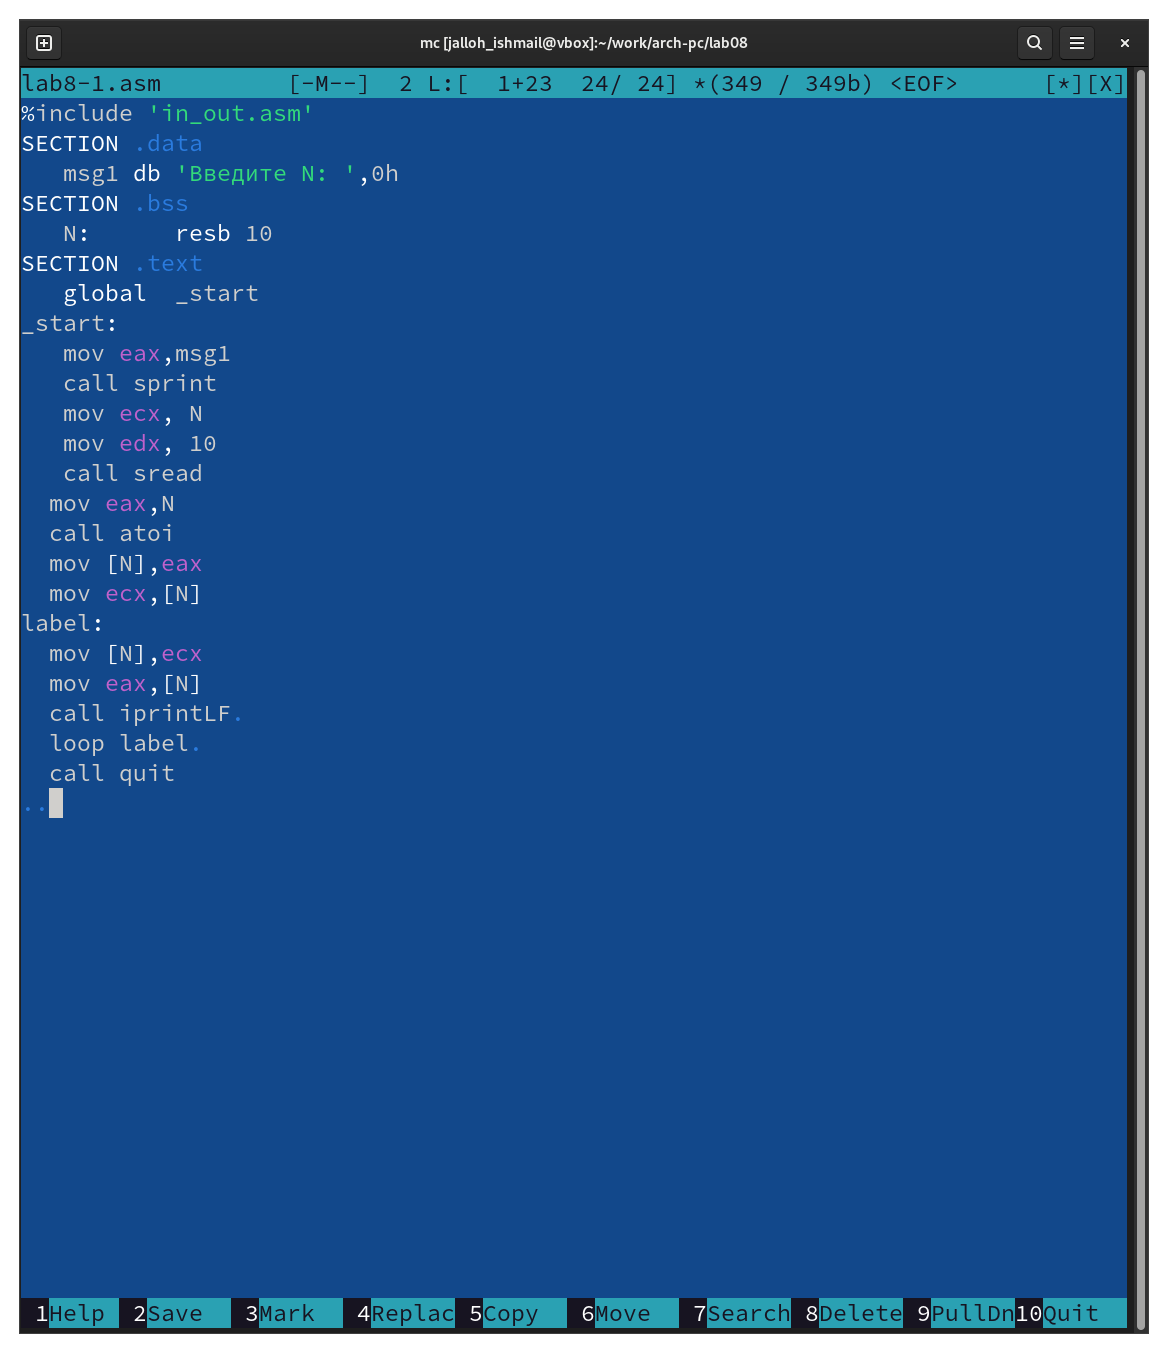 mc [jalloh_ishmail@vbox]:~/work/arch-pc/lab08
lab8-1.asm [-M--] 2 L:[ 1+23 24/ 24] *(349 / 349b) <EOF> [*][X]
%include 'in_out.asm'
SECTION .data
msg1 db 'Введите N: ',0h
SECTION .bss
N: resb 10
SECTION .text
global _start
_start:
mov eax,msg1
call sprint
mov ecx, N
mov edx, 10
call sread
mov eax,N
call atoi
mov [N],eax
mov ecx,[N]
label:
mov [N],ecx
mov eax,[N]
call iprintLF.
loop label.
call quit
..
1Help 2Save 3Mark 4Replac 5Copy 6Move 7Search 8Delete 9PullDn 10Quit